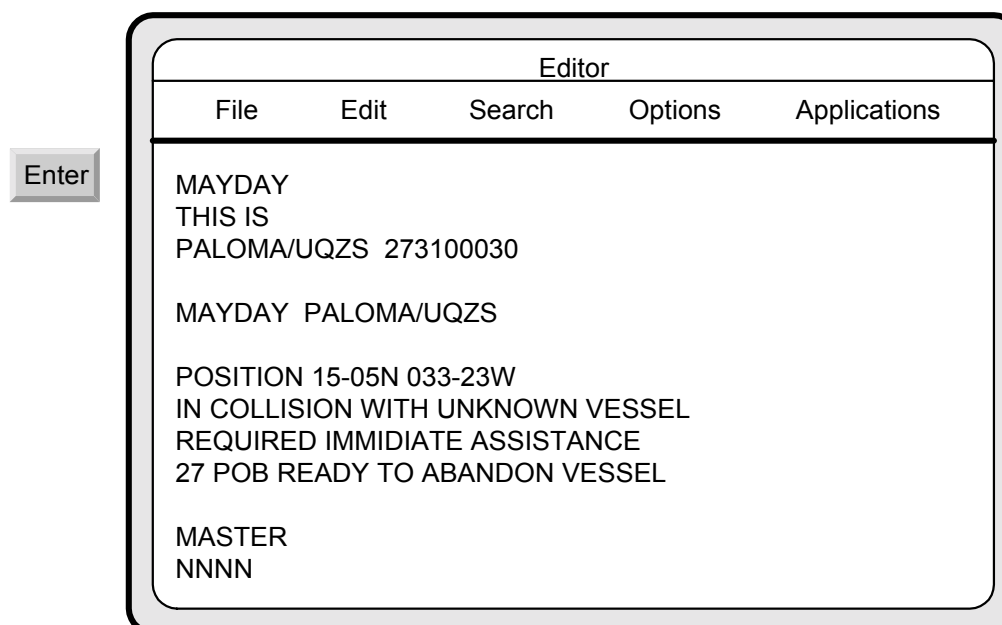 Editor
File Edit Search Options Applications
Enter
MAYDAY
THIS IS
PALOMA/UQZS 273100030
MAYDAY PALOMA/UQZS
POSITION 15-05N 033-23W
IN COLLISION WITH UNKNOWN VESSEL
REQUIRED IMMIDIATE ASSISTANCE
27 POB READY TO ABANDON VESSEL
MASTER
NNNN